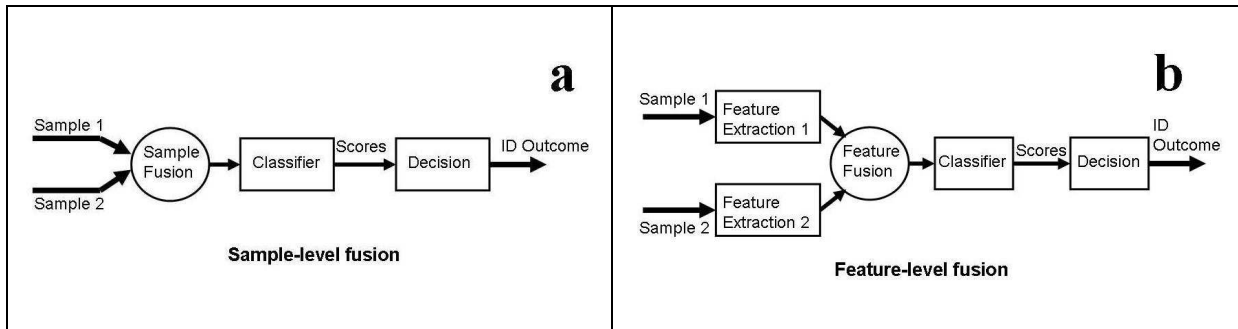 a
Sample 1
Sample
Fusion
Classifier
Scores
Decision
ID Outcome
Sample 2
Sample-level fusion
b
Sample 1
Feature
Extraction 1
Feature
Fusion
Classifier
Scores
Decision
ID
Outcome
Sample 2
Feature
Extraction 2
Feature-level fusion